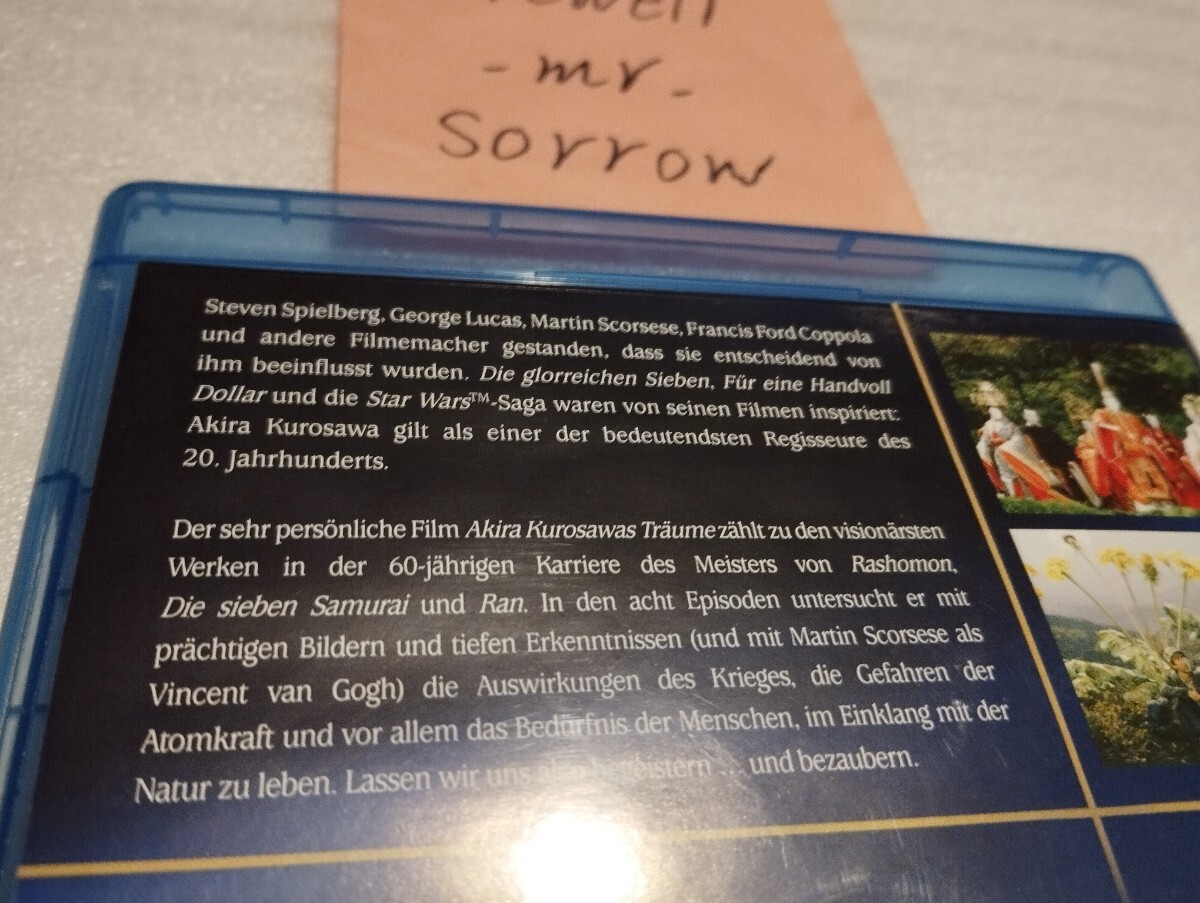 - mr -
Sorrow
Steven Spielberg, George Lucas, Martin Scorsese, Francis Ford Coppola
und andere Filmemacher gestanden, dass sie entscheidend von
ihm beeinflusst wurden. Die glorreichen Sieben, Für eine Handvoll
Dollar und die Star Wars™-Saga waren von seinen Filmen inspiriert.
Akira Kurosawa gilt als einer der bedeutendsten Regisseure des
20. Jahrhunderts.
Der sehr persönliche Film Akira Kurosawas Träume zählt zu den visionärsten
Werken in der 60-jährigen Karriere des Meisters von Rashomon,
Die sieben Samurai und Ran. In den acht Episoden untersucht er mit
prächtigen Bildern und tiefen Erkenntnissen (und mit Martin Scorsese als
Vincent van Gogh) die Auswirkungen des Krieges, die Gefahren der
Atomkraft und vor allem das Bedürfnis der Menschen, im Einklang mit der
Natur zu leben. Lassen wir uns also begeistern ... und bezaubern.